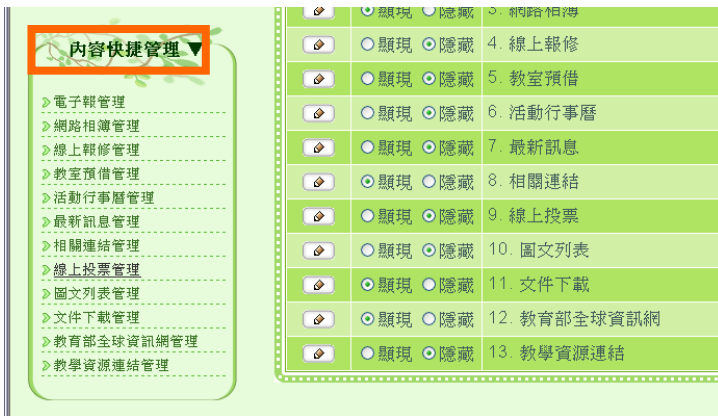 內容快捷管理▼
電子報管理
網路相簿管理
線上報修管理
教室預借管理
活動行事曆管理
最新訊息管理
相關連結管理
線上投票管理
圖文列表管理
文件下載管理
教育部全球資訊網管理
教學資源連結管理
顯現 隱藏 3. 網路相簿
顯現 隱藏 4. 線上報修
顯現 隱藏 5. 教室預借
顯現 隱藏 6. 活動行事曆
顯現 隱藏 7. 最新訊息
顯現 隱藏 8. 相關連結
顯現 隱藏 9. 線上投票
顯現 隱藏 10. 圖文列表
顯現 隱藏 11. 文件下載
顯現 隱藏 12. 教育部全球資訊網
顯現 隱藏 13. 教學資源連結